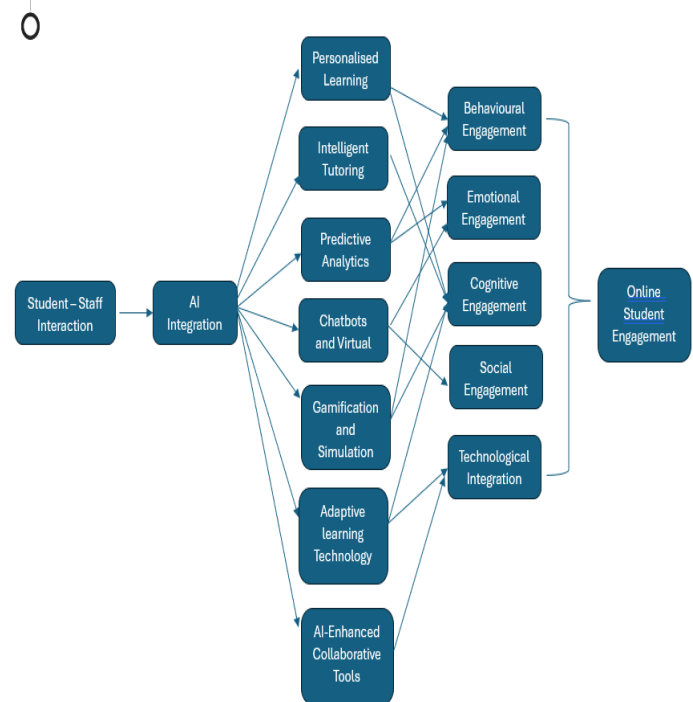 Student – Staff
Interaction
AI
Integration
Personalised
Learning
Intelligent
Tutoring
Predictive
Analytics
Chatbots
and Virtual
Gamification
and
Simulation
Adaptive
learning
Technology
AI-Enhanced
Collaborative
Tools
Behavioural
Engagement
Emotional
Engagement
Cognitive
Engagement
Social
Engagement
Technological
Integration
Online
Student
Engagement